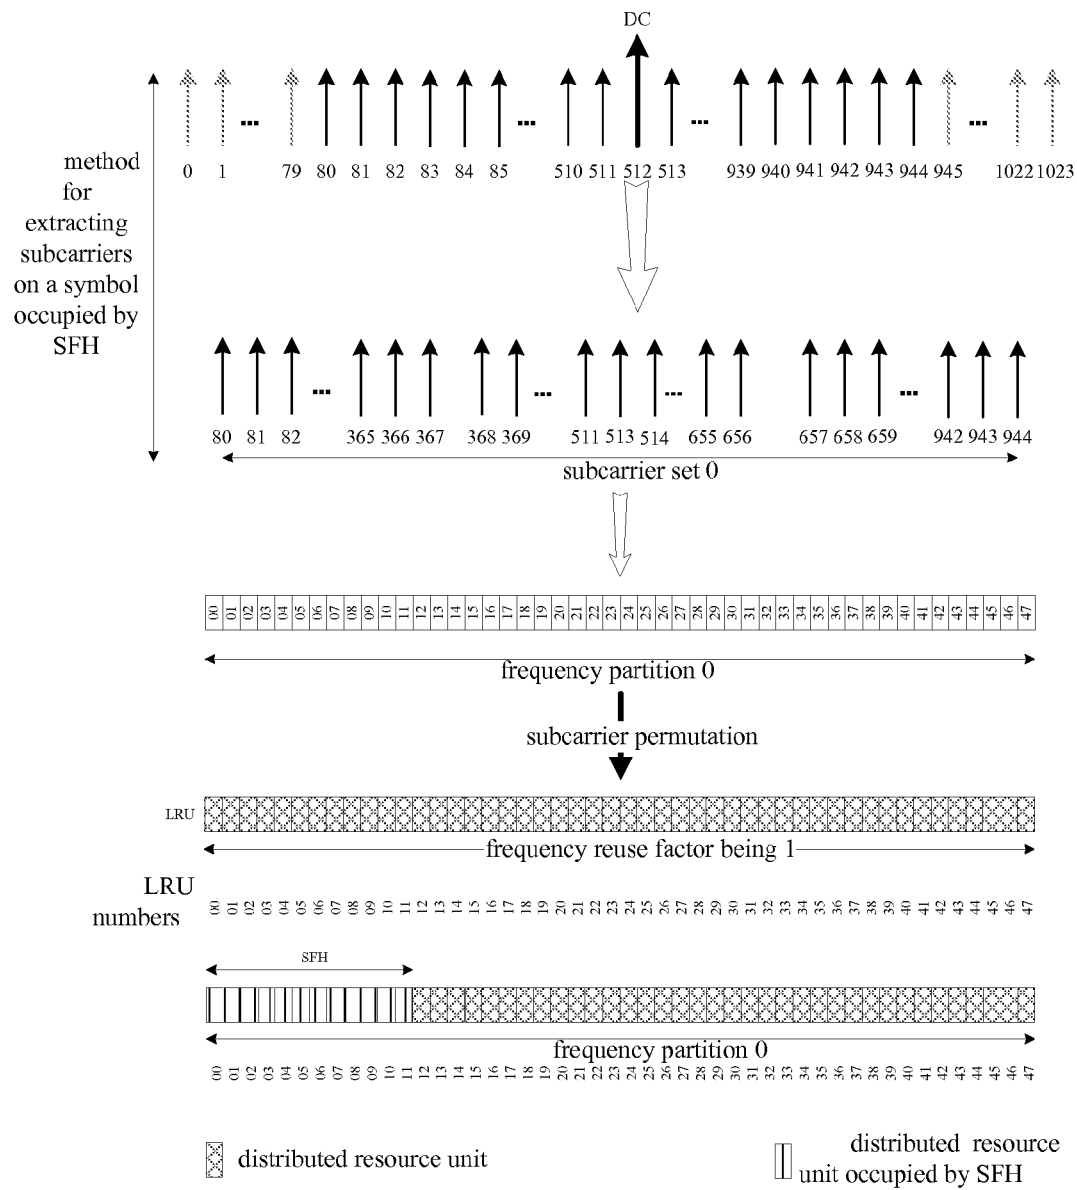 DC
0 1 ... 79 80 81 82 83 84 85 ... 510 511 512 513 ... 939 940 941 942 943 944 945 ... 1022 1023
method
for
extracting
subcarriers
on a symbol
occupied by
SFH
80 81 82 ... 365 366 367 368 369 ... 511 513 514 ... 655 656 657 658 659 ... 942 943 944
subcarrier set 0
00 01 02 03 04 05 06 07 08 09 10 11 12 13 14 15 16 17 18 19 20 21 22 23 24 25 26 27 28 29 30 31 32 33 34 35 36 37 38 39 40 41 42 43 44 45 46 47
frequency partition 0
subcarrier permutation
LRU
frequency reuse factor being 1
LRU
numbers
00 01 02 03 04 05 06 07 08 09 10 11 12 13 14 15 16 17 18 19 20 21 22 23 24 25 26 27 28 29 30 31 32 33 34 35 36 37 38 39 40 41 42 43 44 45 46 47
SFH
frequency partition 0
00 01 02 03 04 05 06 07 08 09 10 11 12 13 14 15 16 17 18 19 20 21 22 23 24 25 26 27 28 29 30 31 32 33 34 35 36 37 38 39 40 41 42 43 44 45 46 47
distributed resource unit
distributed resource
unit occupied by SFH